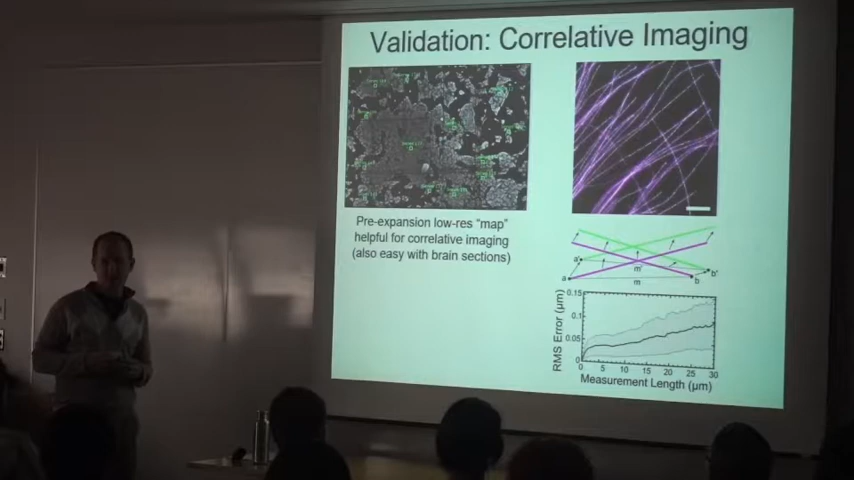 Validation: Correlative Imaging
Pre-expansion low-res "map"
helpful for correlative imaging
(also easy with brain sections)
a'
m'
b'
a
m
b
RMS Error (µm)
0.15
0.1
0.05
0
0 5 10 15 20 25 30
Measurement Length (µm)